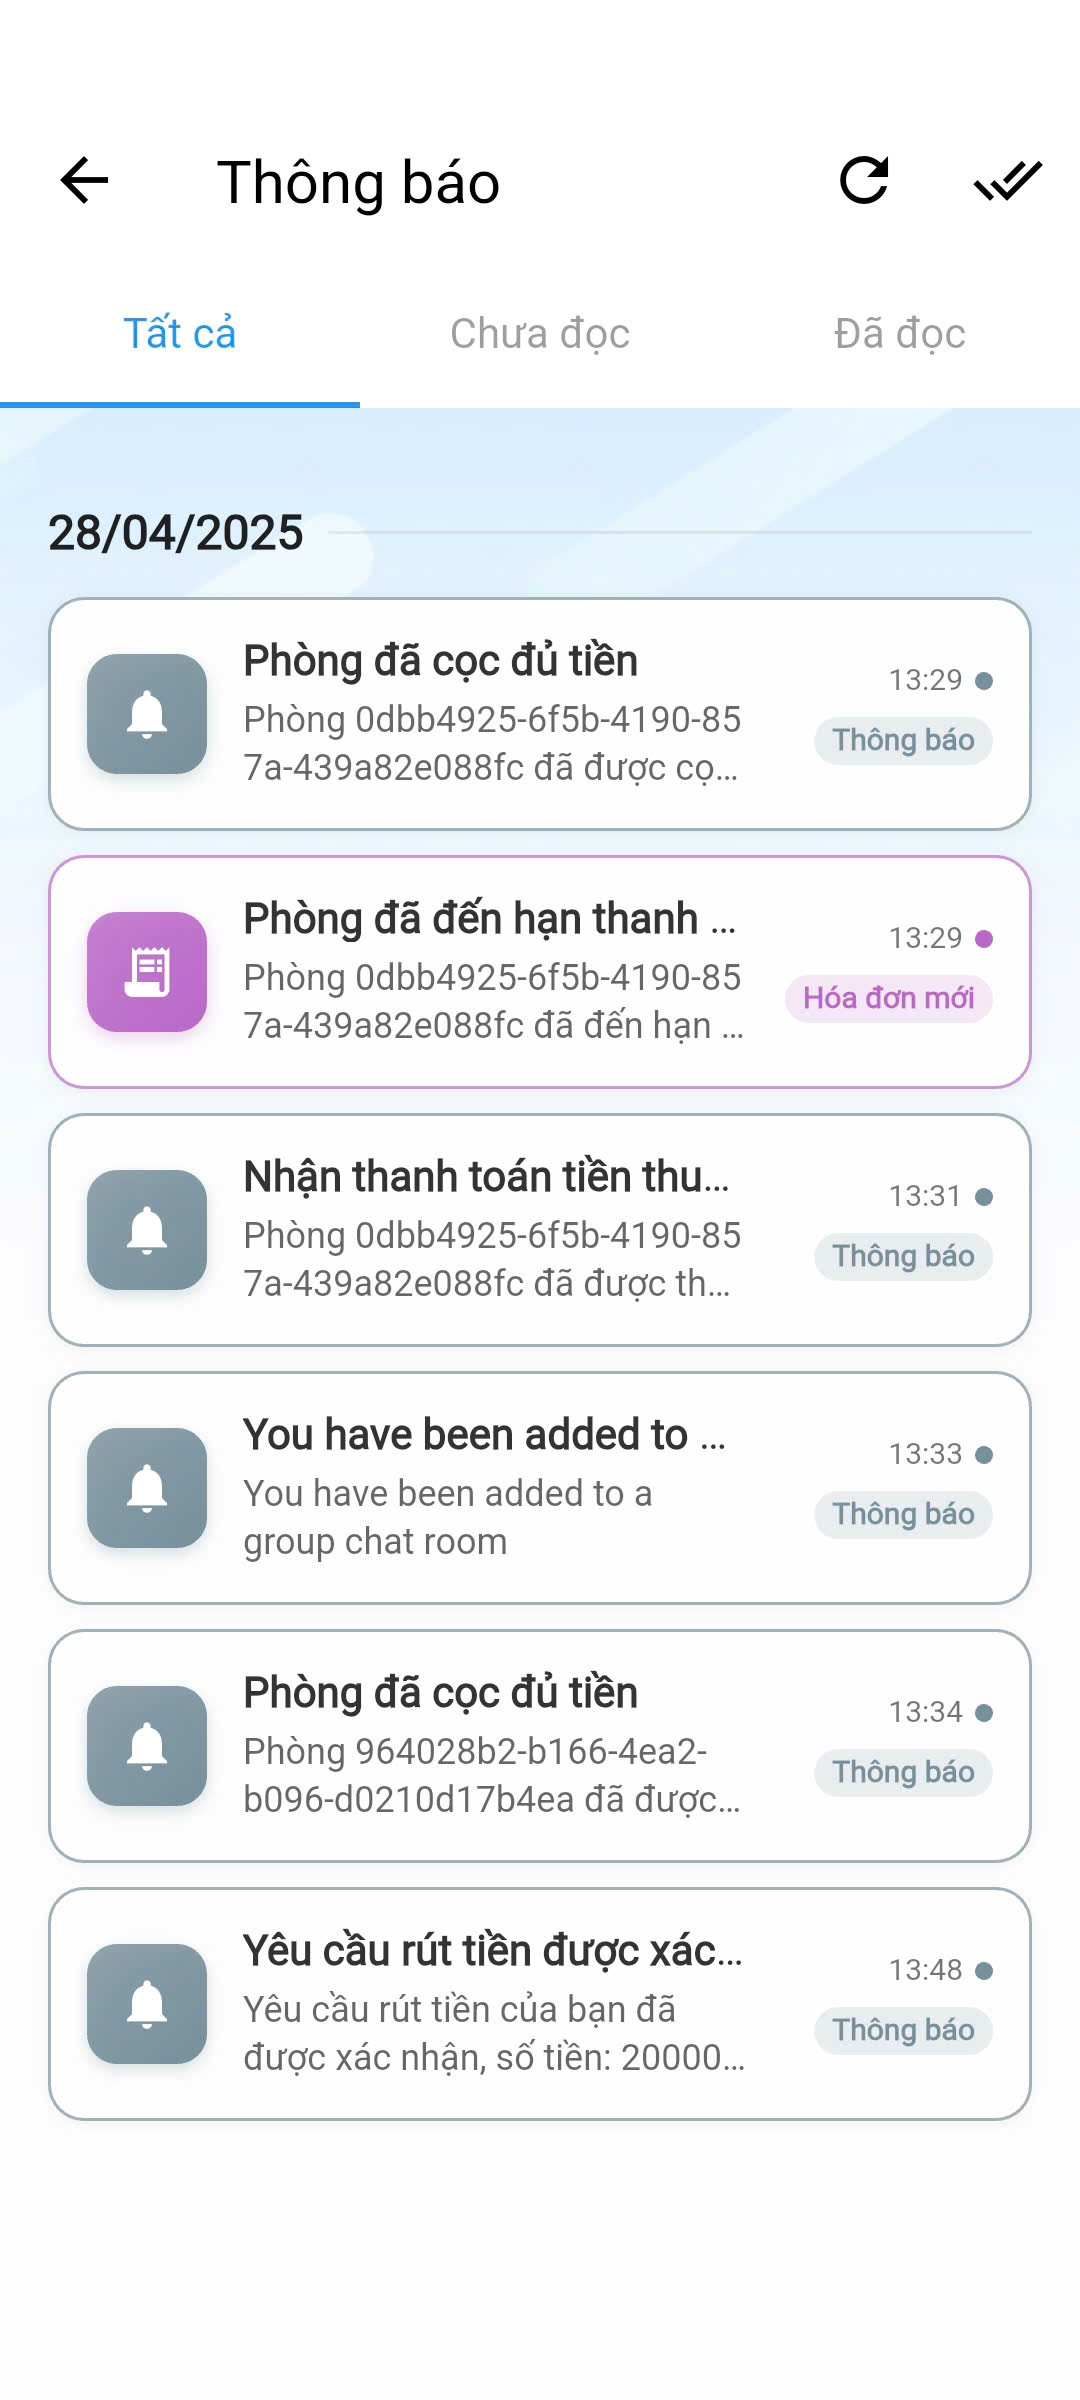 Thông báo
Tất cả
Chưa đọc
Đã đọc
28/04/2025
Phòng đã cọc đủ tiền
Phòng 0dbb4925-6f5b-4190-85
7a-439a82e088fc đã được cọ...
13:29
Thông báo
Phòng đã đến hạn thanh ...
Phòng 0dbb4925-6f5b-4190-85
7a-439a82e088fc đã đến hạn ...
13:29
Hóa đơn mới
Nhận thanh toán tiền thu...
Phòng 0dbb4925-6f5b-4190-85
7a-439a82e088fc đã được th...
13:31
Thông báo
You have been added to ...
You have been added to a
group chat room
13:33
Thông báo
Phòng đã cọc đủ tiền
Phòng 964028b2-b166-4ea2-
b096-d0210d17b4ea đã được...
13:34
Thông báo
Yêu cầu rút tiền được xác...
Yêu cầu rút tiền của bạn đã
được xác nhận, số tiền: 20000...
13:48
Thông báo